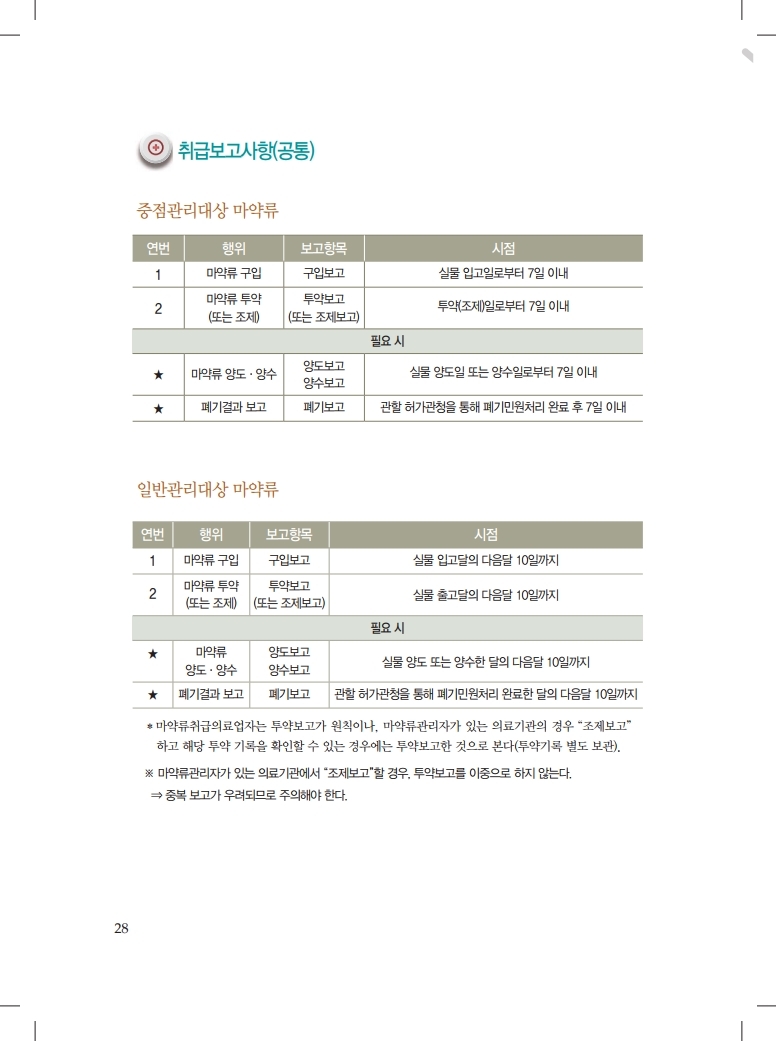 취급보고사항(공통)
중점관리대상 마약류
연번 행위 보고항목 시점
1 마약류 구입 구입보고 실물 입고일로부터 7일 이내
2 마약류 투약 (또는 조제) 투약보고 (또는 조제보고) 투약(조제)일로부터 7일 이내
필요 시
★ 마약류 양도·양수 양도보고 양수보고 실물 양도일 또는 양수일로부터 7일 이내
★ 폐기결과 보고 폐기보고 관할 허가관청을 통해 폐기민원처리 완료 후 7일 이내
일반관리대상 마약류
연번 행위 보고항목 시점
1 마약류 구입 구입보고 실물 입고달의 다음달 10일까지
2 마약류 투약 (또는 조제) 투약보고 (또는 조제보고) 실물 출고달의 다음달 10일까지
필요 시
★ 마약류 양도·양수 양도보고 양수보고 실물 양도 또는 양수한 달의 다음달 10일까지
★ 폐기결과 보고 폐기보고 관할 허가관청을 통해 폐기민원처리 완료한 달의 다음달 10일까지
* 마약류취급의료업자는 투약보고가 원칙이나, 마약류관리자가 있는 의료기관의 경우 “조제보고”
하고 해당 투약 기록을 확인할 수 있는 경우에는 투약보고한 것으로 본다(투약기록 별도 보관).
※ 마약류관리자가 있는 의료기관에서 “조제보고”할 경우, 투약보고를 이중으로 하지 않는다.
⇒ 중복 보고가 우려되므로 주의해야 한다.
28